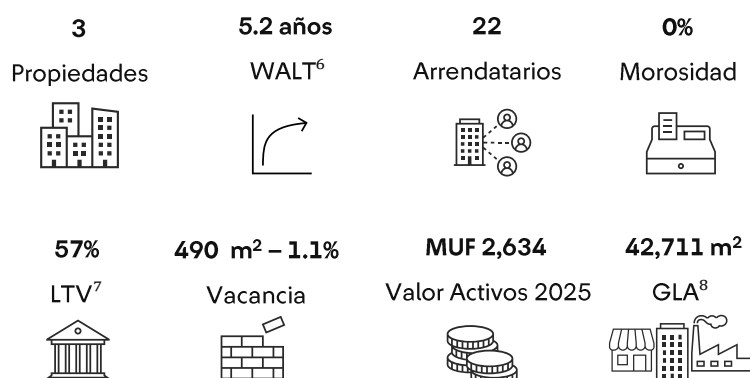 3
Propiedades
5.2 años
WALT⁶
22
Arrendatarios
0%
Morosidad
57%
LTV⁷
490 m² – 1.1%
Vacancia
MUF 2,634
Valor Activos 2025
42,711 m²
GLA⁸